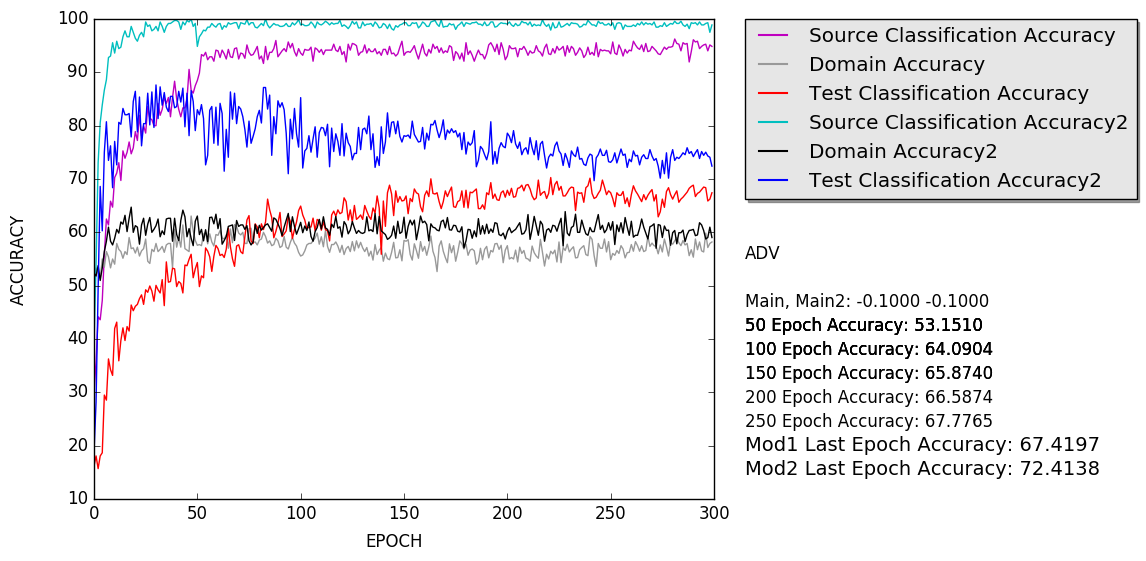 100
90
80
70
60
50
40
30
20
10
0 50 100 150 200 250 300
ACCURACY
EPOCH
Source Classification Accuracy
Domain Accuracy
Test Classification Accuracy
Source Classification Accuracy2
Domain Accuracy2
Test Classification Accuracy2
ADV
Main, Main2: -0.1000 -0.1000
50 Epoch Accuracy: 53.1510
100 Epoch Accuracy: 64.0904
150 Epoch Accuracy: 65.8740
200 Epoch Accuracy: 66.5874
250 Epoch Accuracy: 67.7765
Mod1 Last Epoch Accuracy: 67.4197
Mod2 Last Epoch Accuracy: 72.4138